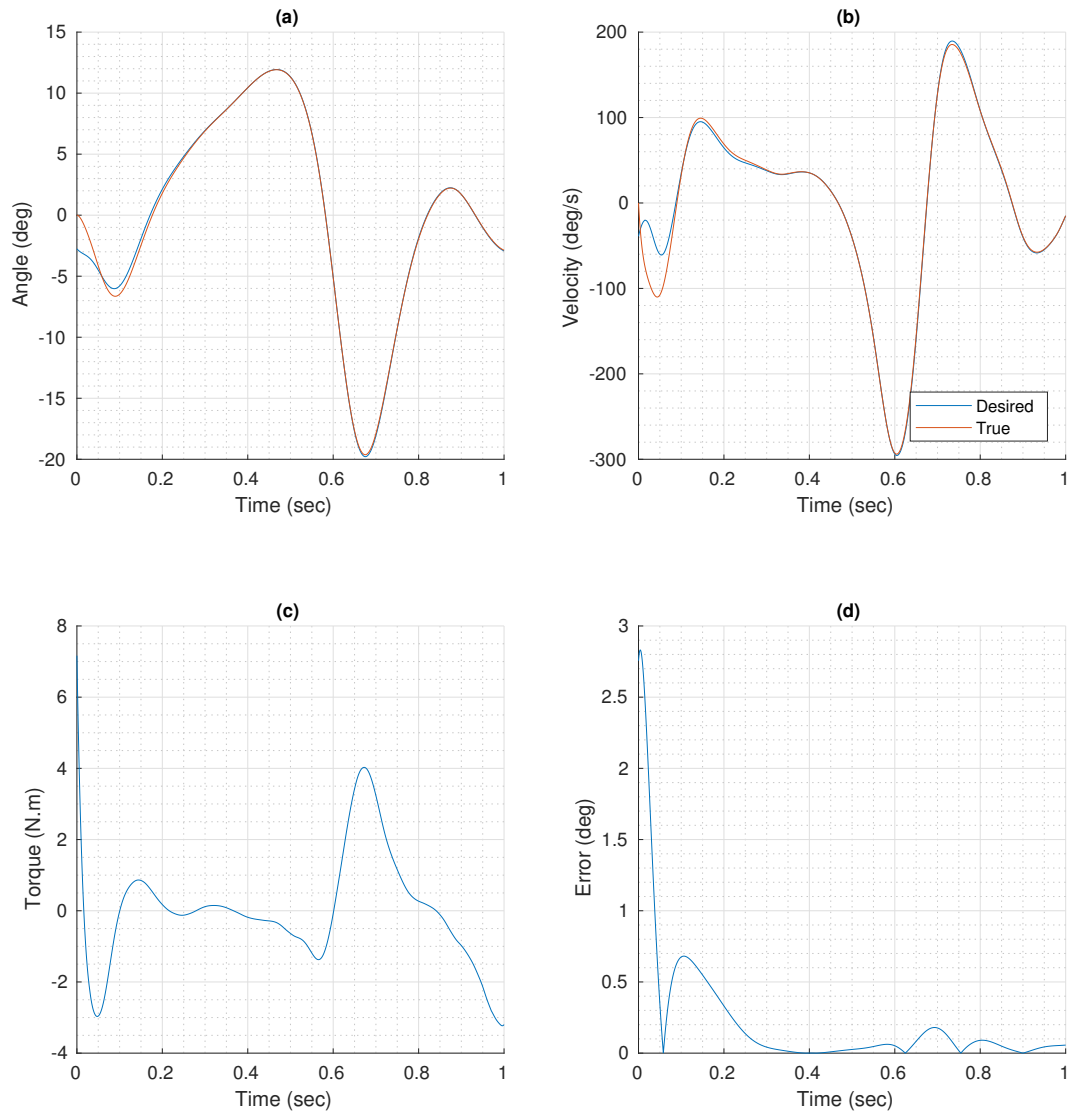 (a)
15
10
5
0
-5
-10
-15
-20
0 0.2 0.4 0.6 0.8 1
Time (sec)
Angle (deg)
(b)
200
100
0
-100
-200
-300
0 0.2 0.4 0.6 0.8 1
Time (sec)
Velocity (deg/s)
Desired
True
(c)
8
6
4
2
0
-2
-4
0 0.2 0.4 0.6 0.8 1
Time (sec)
Torque (N.m)
(d)
3
2.5
2
1.5
1
0.5
0
0 0.2 0.4 0.6 0.8 1
Time (sec)
Error (deg)